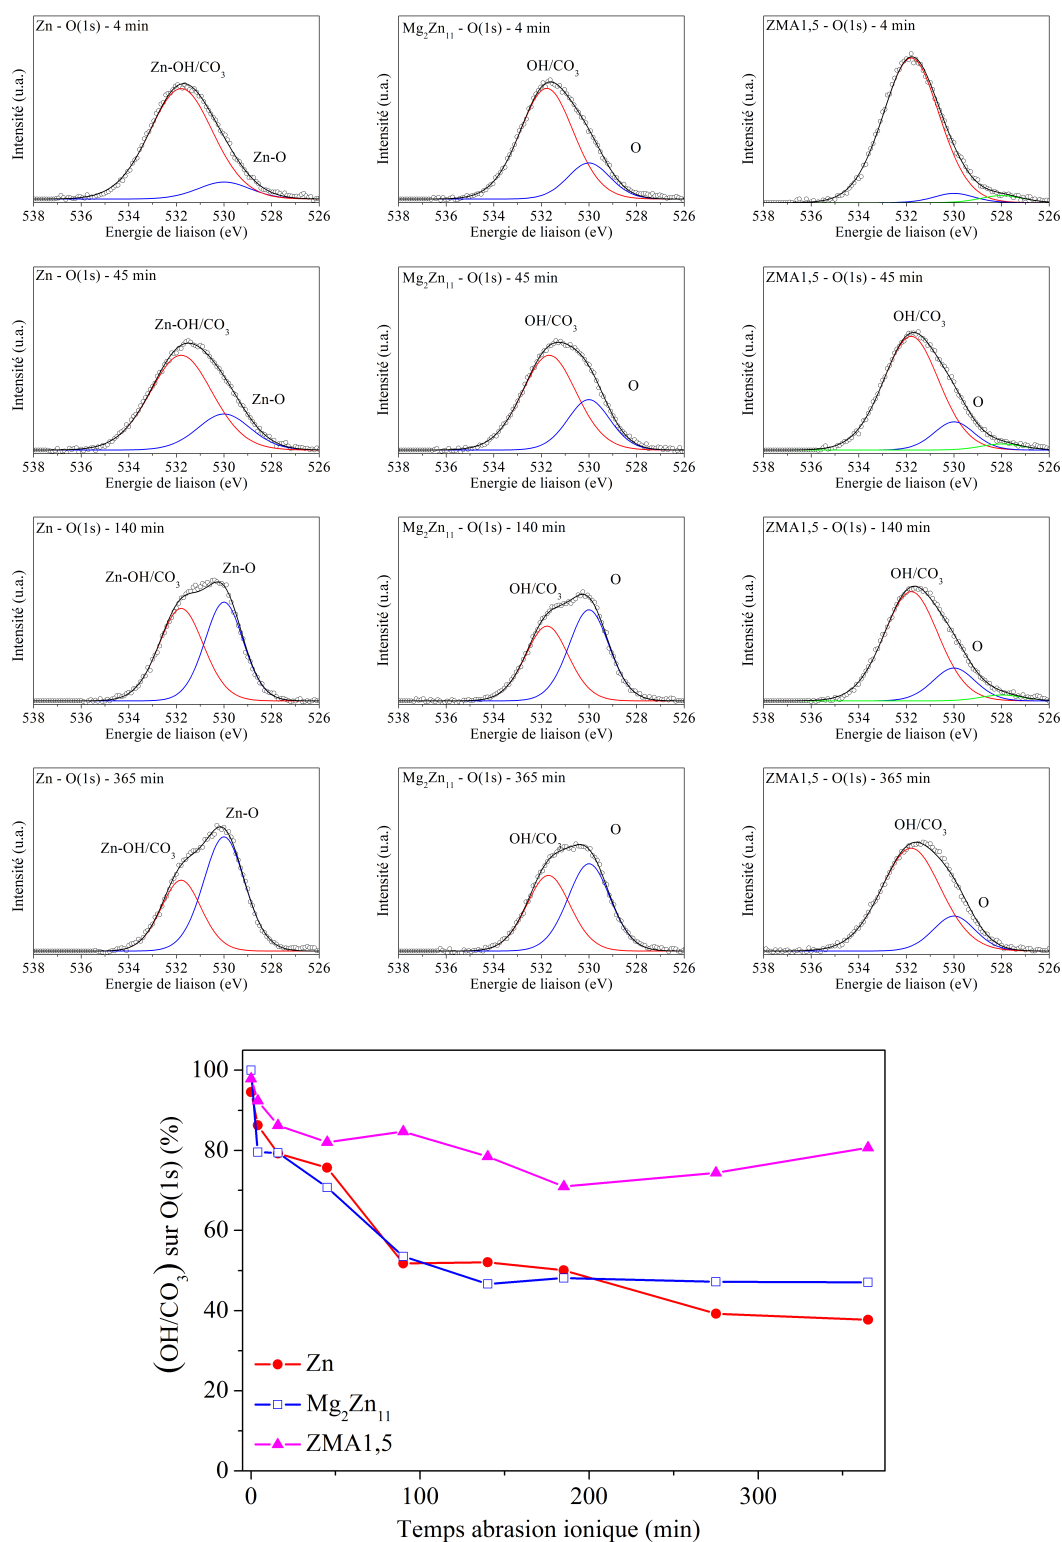 Zn - O(1s) - 4 min
Zn-OH/CO3
Zn-O
Intensité (u.a.)
538 536 534 532 530 528 526
Energie de liaison (eV)
Mg2Zn11 - O(1s) - 4 min
OH/CO3
O
Intensité (u.a.)
538 536 534 532 530 528 526
Energie de liaison (eV)
ZMA1,5 - O(1s) - 4 min
Intensité (u.a.)
538 536 534 532 530 528 526
Energie de liaison (eV)
Zn - O(1s) - 45 min
Zn-OH/CO3
Zn-O
Intensité (u.a.)
538 536 534 532 530 528 526
Energie de liaison (eV)
Mg2Zn11 - O(1s) - 45 min
OH/CO3
O
Intensité (u.a.)
538 536 534 532 530 528 526
Energie de liaison (eV)
ZMA1,5 - O(1s) - 45 min
OH/CO3
O
Intensité (u.a.)
538 536 534 532 530 528 526
Energie de liaison (eV)
Zn - O(1s) - 140 min
Zn-OH/CO3
Zn-O
Intensité (u.a.)
538 536 534 532 530 528 526
Energie de liaison (eV)
Mg2Zn11 - O(1s) - 140 min
OH/CO3
O
Intensité (u.a.)
538 536 534 532 530 528 526
Energie de liaison (eV)
ZMA1,5 - O(1s) - 140 min
OH/CO3
O
Intensité (u.a.)
538 536 534 532 530 528 526
Energie de liaison (eV)
Zn - O(1s) - 365 min
Zn-OH/CO3
Zn-O
Intensité (u.a.)
538 536 534 532 530 528 526
Energie de liaison (eV)
Mg2Zn11 - O(1s) - 365 min
OH/CO3
O
Intensité (u.a.)
538 536 534 532 530 528 526
Energie de liaison (eV)
ZMA1,5 - O(1s) - 365 min
OH/CO3
O
Intensité (u.a.)
538 536 534 532 530 528 526
Energie de liaison (eV)
(OH/CO3) sur O(1s) (%)
100
80
60
40
20
0
Zn
Mg2Zn11
ZMA1,5
0 100 200 300
Temps abrasion ionique (min)